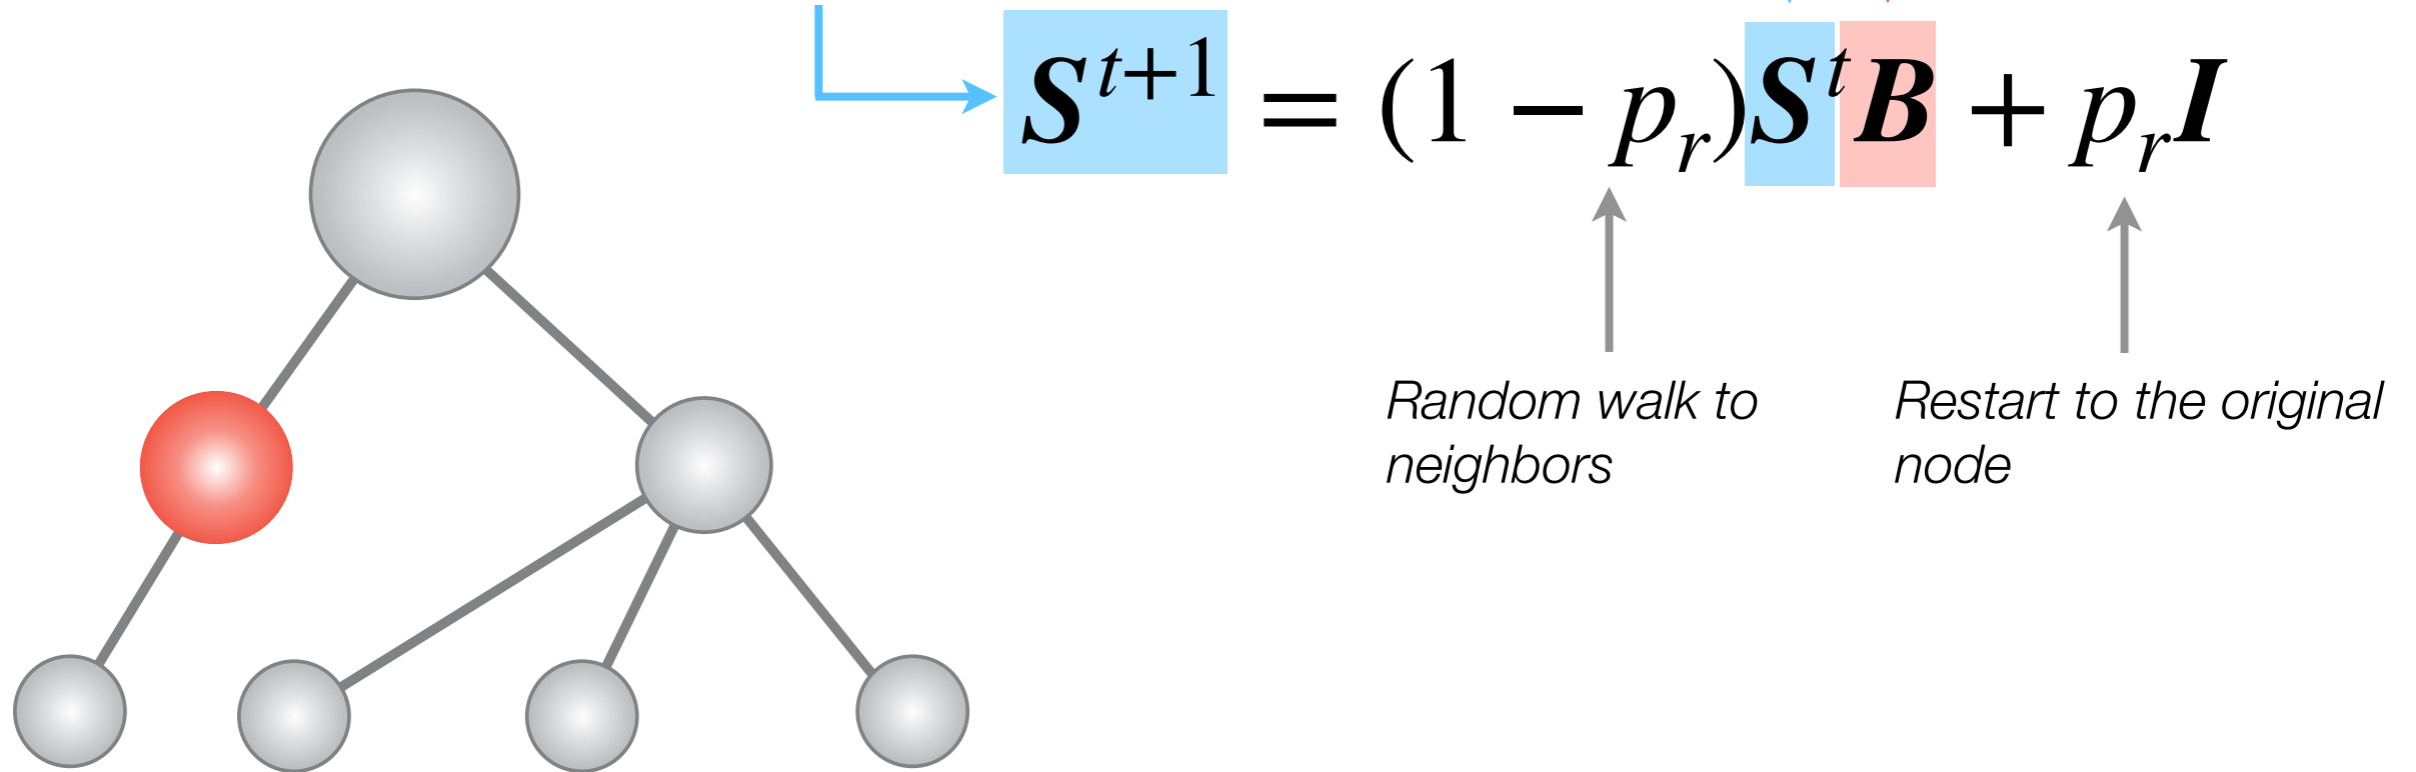 S^{t+1} = (1 − p_r)S^t B + p_r I
Random walk to
neighbors
Restart to the original
node